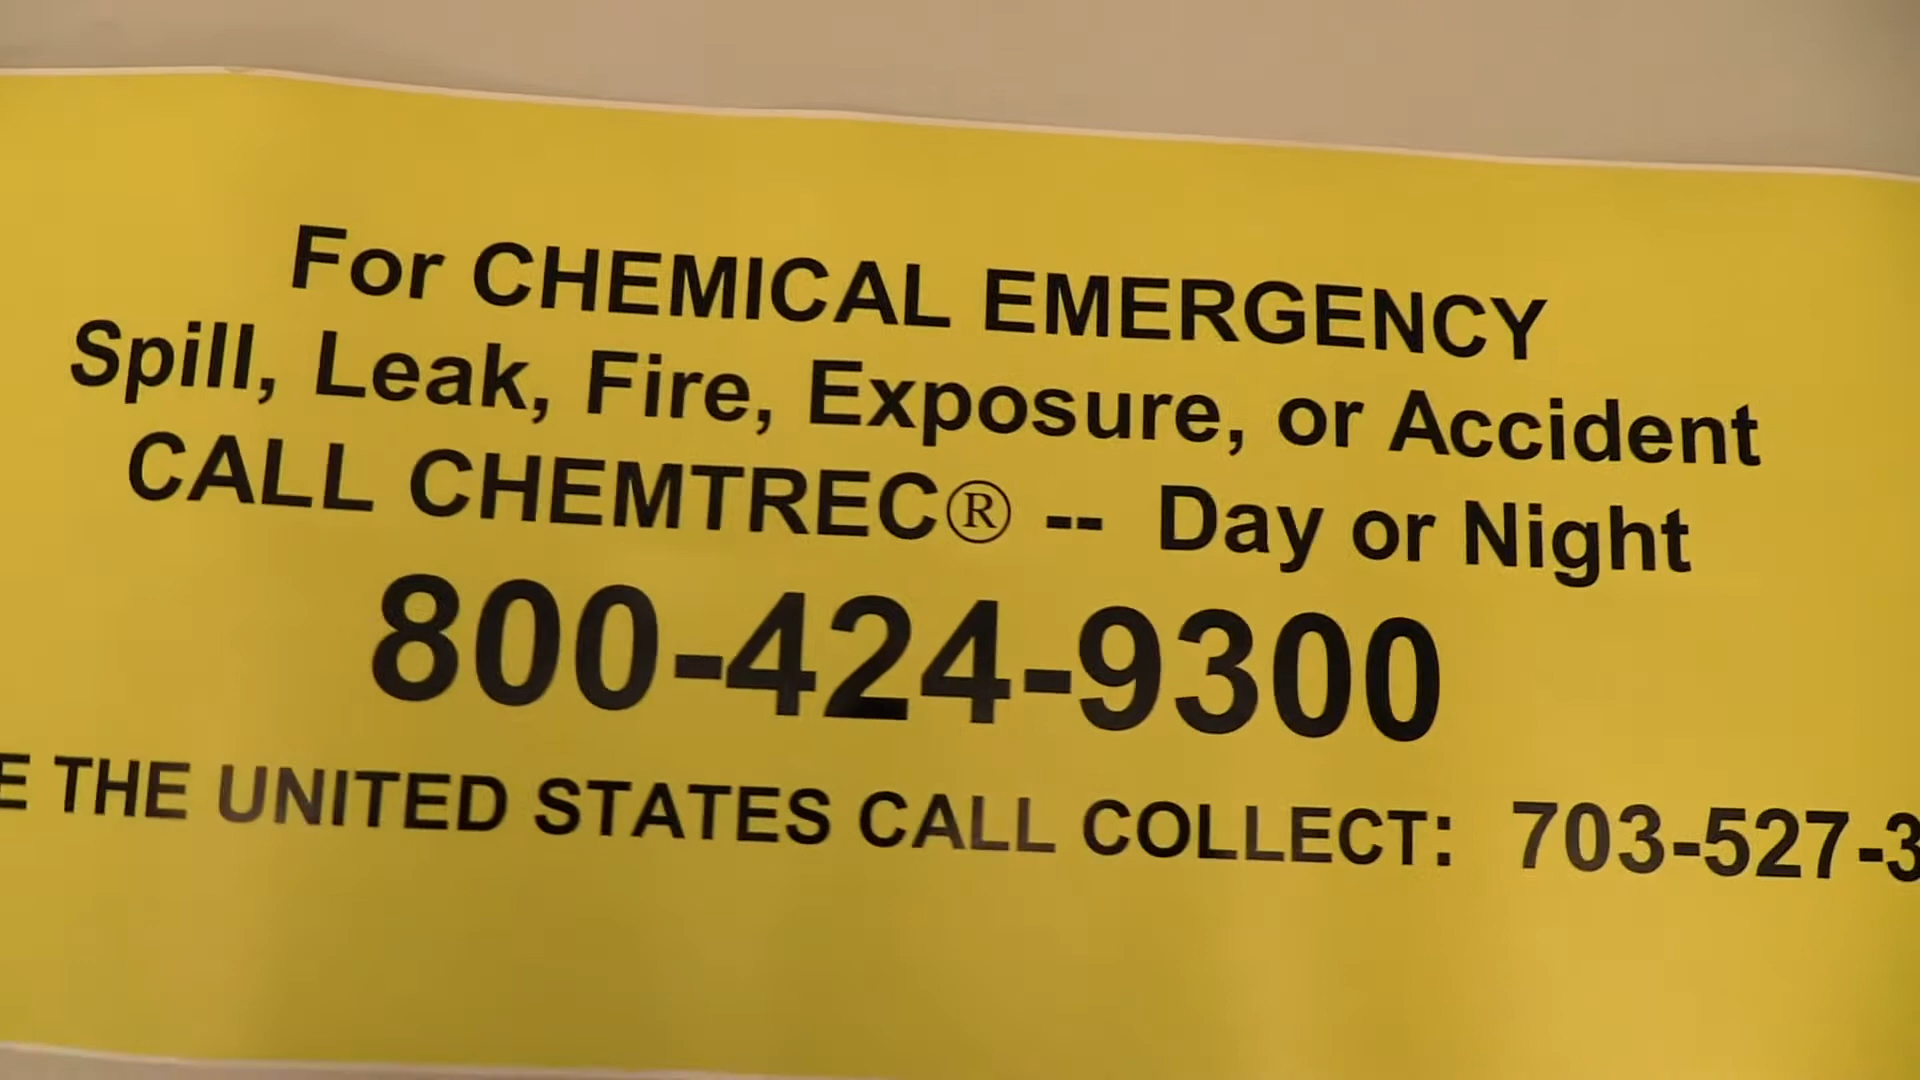 For CHEMICAL EMERGENCY
Spill, Leak, Fire, Exposure, or Accident
CALL CHEMTREC® -- Day or Night
800-424-9300
E THE UNITED STATES CALL COLLECT: 703-527-3